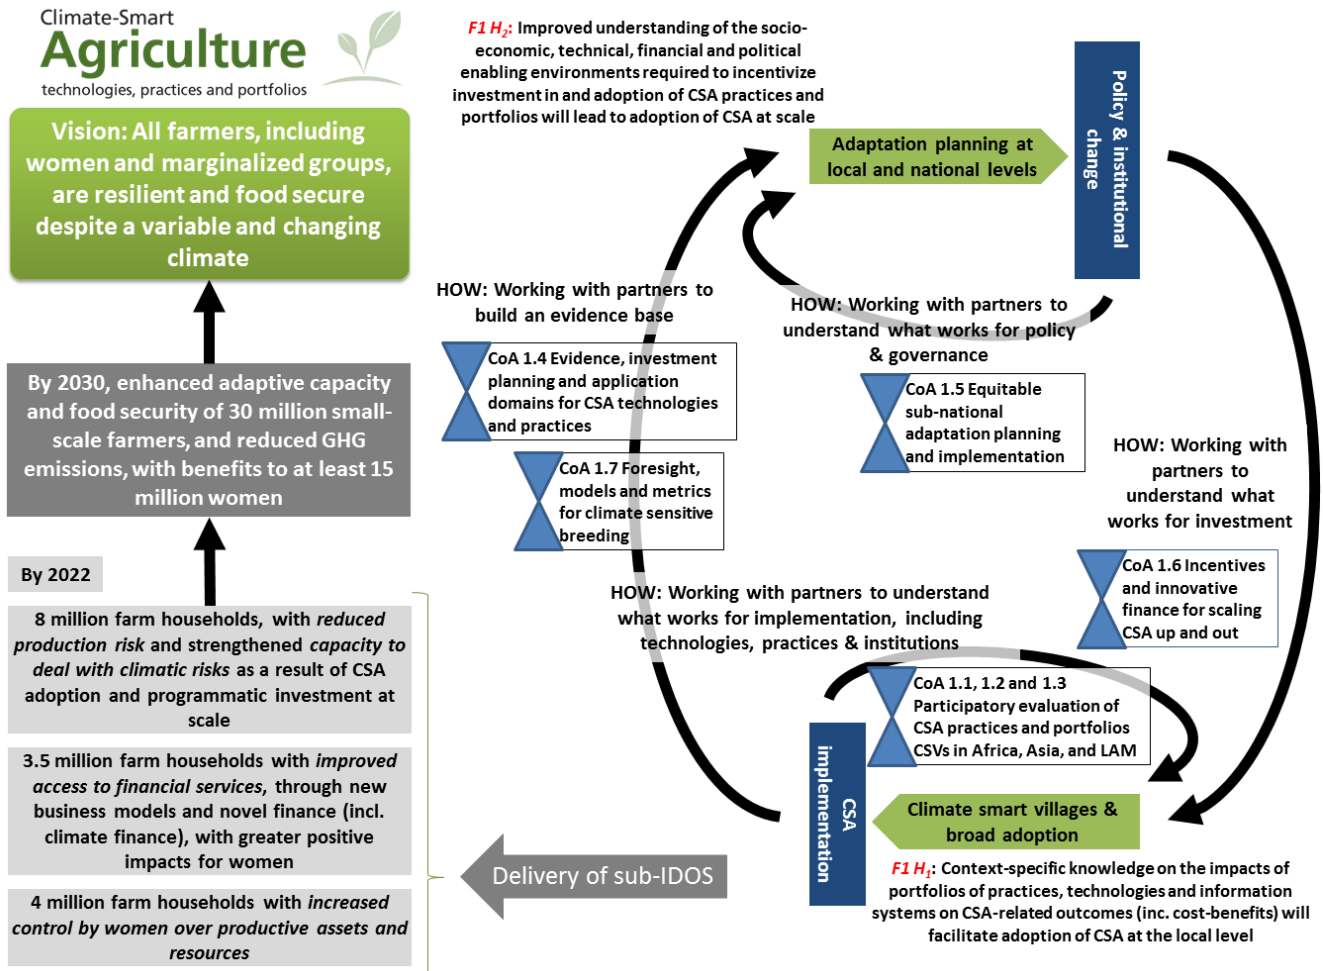 Climate-Smart
Agriculture
technologies, practices and portfolios
Vision: All farmers, including
women and marginalized groups,
are resilient and food secure
despite a variable and changing
climate
By 2030, enhanced adaptive capacity
and food security of 30 million small-
scale farmers, and reduced GHG
emissions, with benefits to at least 15
million women
By 2022
8 million farm households, with reduced
production risk and strengthened capacity to
deal with climatic risks as a result of CSA
adoption and programmatic investment at
scale
3.5 million farm households with improved
access to financial services, through new
business models and novel finance (incl.
climate finance), with greater positive
impacts for women
4 million farm households with increased
control by women over productive assets and
resources
F1 H2: Improved understanding of the socio-
economic, technical, financial and political
enabling environments required to incentivize
investment in and adoption of CSA practices and
portfolios will lead to adoption of CSA at scale
Adaptation planning at
local and national levels
Policy & institutional
change
HOW: Working with partners to
build an evidence base
CoA 1.4 Evidence, investment
planning and application
domains for CSA technologies
and practices
CoA 1.7 Foresight,
models and metrics
for climate sensitive
breeding
HOW: Working with partners to
understand what works for policy
& governance
CoA 1.5 Equitable
sub-national
adaptation planning
and implementation
HOW: Working with
partners to
understand what
works for investment
CoA 1.6 Incentives
and innovative
finance for scaling
CSA up and out
HOW: Working with partners to understand
what works for implementation, including
technologies, practices & institutions
CoA 1.1, 1.2 and 1.3
Participatory evaluation of
CSA practices and portfolios
CSVs in Africa, Asia, and LAM
CSA
implementation
Climate smart villages &
broad adoption
Delivery of sub-IDOS
F1 H1: Context-specific knowledge on the impacts of
portfolios of practices, technologies and information
systems on CSA-related outcomes (inc. cost-benefits) will
facilitate adoption of CSA at the local level